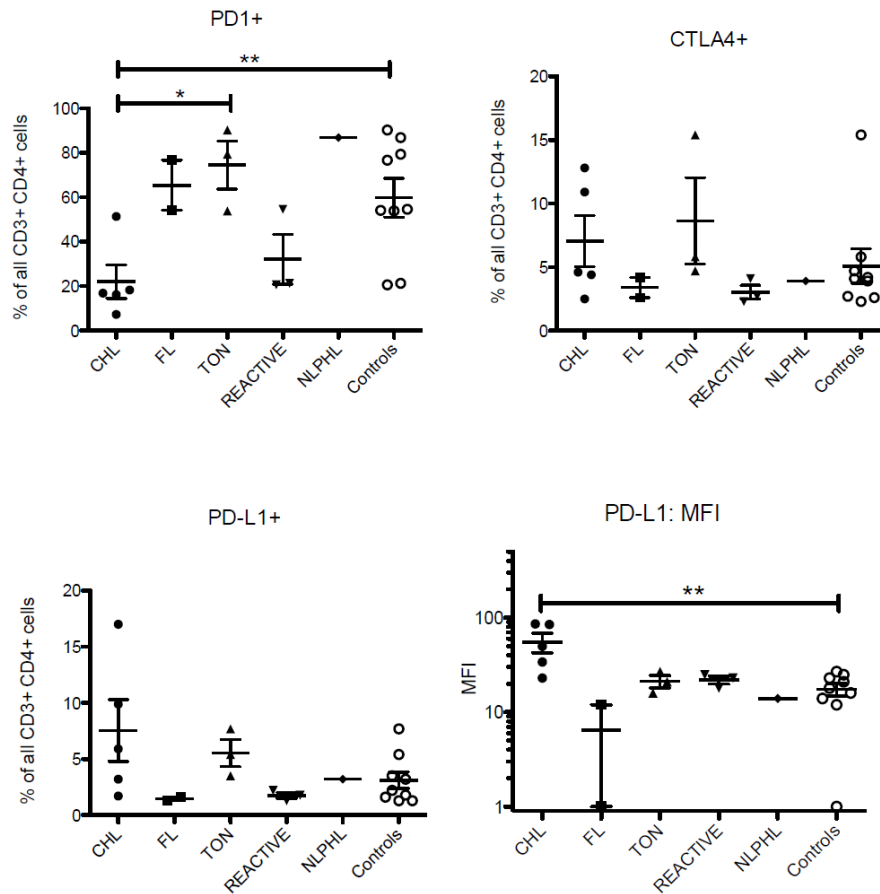 PD1+
**
*
% of all CD3+ CD4+ cells
100
80
60
40
20
0
CHL
FL
TON
REACTIVE
NLPHL
Controls
CTLA4+
% of all CD3+ CD4+ cells
20
15
10
5
0
CHL
FL
TON
REACTIVE
NLPHL
Controls
PD-L1+
% of all CD3+ CD4+ cells
20
15
10
5
0
CHL
FL
TON
REACTIVE
NLPHL
Controls
PD-L1: MFI
**
MFI
100
10
1
CHL
FL
TON
REACTIVE
NLPHL
Controls